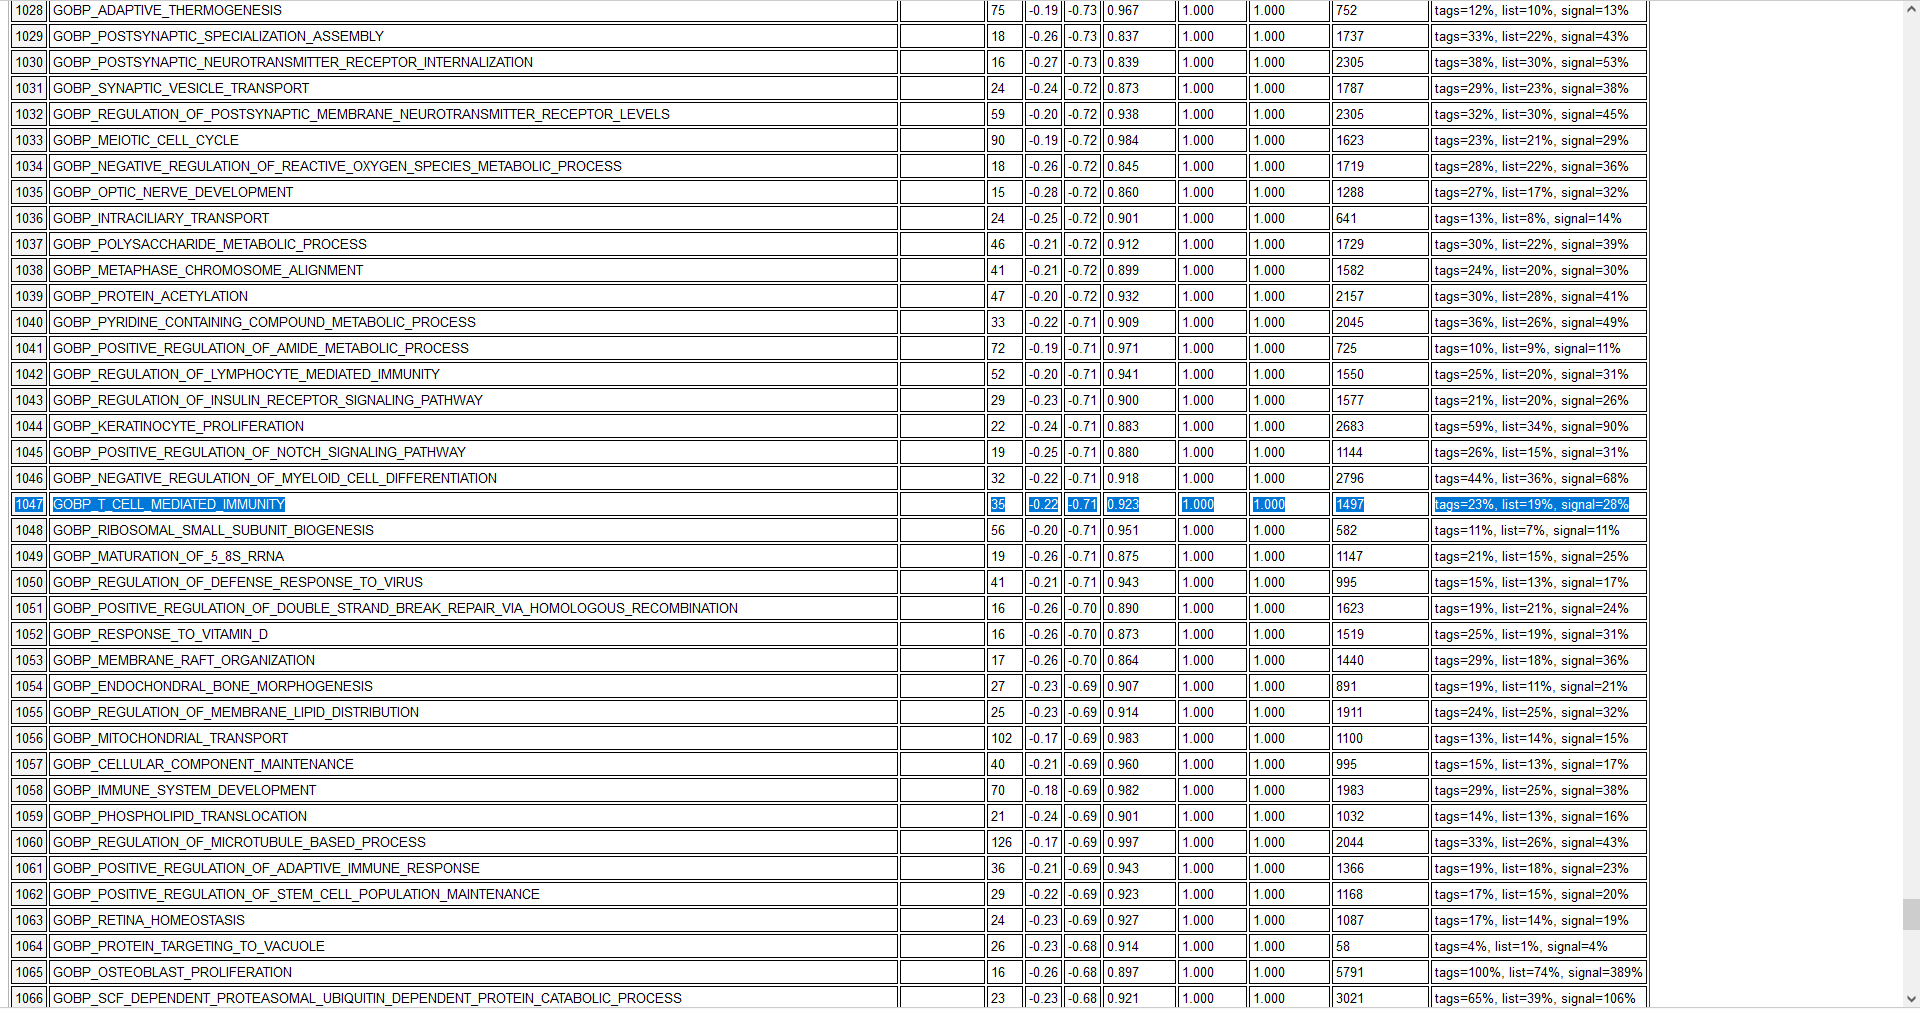 1028 GOBP_ADAPTIVE_THERMOGENESIS 75 -0.19 -0.73 0.967 1.000 1.000 752 tags=12%, list=10%, signal=13%
1029 GOBP_POSTSYNAPTIC_SPECIALIZATION_ASSEMBLY 18 -0.26 -0.73 0.837 1.000 1.000 1737 tags=33%, list=22%, signal=43%
1030 GOBP_POSTSYNAPTIC_NEUROTRANSMITTER_RECEPTOR_INTERNALIZATION 16 -0.27 -0.73 0.839 1.000 1.000 2305 tags=38%, list=30%, signal=53%
1031 GOBP_SYNAPTIC_VESICLE_TRANSPORT 24 -0.24 -0.72 0.873 1.000 1.000 1787 tags=29%, list=23%, signal=38%
1032 GOBP_REGULATION_OF_POSTSYNAPTIC_MEMBRANE_NEUROTRANSMITTER_RECEPTOR_LEVELS 59 -0.20 -0.72 0.938 1.000 1.000 2305 tags=32%, list=30%, signal=45%
1033 GOBP_MEIOTIC_CELL_CYCLE 90 -0.19 -0.72 0.984 1.000 1.000 1623 tags=23%, list=21%, signal=29%
1034 GOBP_NEGATIVE_REGULATION_OF_REACTIVE_OXYGEN_SPECIES_METABOLIC_PROCESS 18 -0.26 -0.72 0.845 1.000 1.000 1719 tags=28%, list=22%, signal=36%
1035 GOBP_OPTIC_NERVE_DEVELOPMENT 15 -0.28 -0.72 0.860 1.000 1.000 1288 tags=27%, list=17%, signal=32%
1036 GOBP_INTRACILIARY_TRANSPORT 24 -0.25 -0.72 0.901 1.000 1.000 641 tags=13%, list=8%, signal=14%
1037 GOBP_POLYSACCHARIDE_METABOLIC_PROCESS 46 -0.21 -0.72 0.912 1.000 1.000 1729 tags=30%, list=22%, signal=39%
1038 GOBP_METAPHASE_CHROMOSOME_ALIGNMENT 41 -0.21 -0.72 0.899 1.000 1.000 1582 tags=24%, list=20%, signal=30%
1039 GOBP_PROTEIN_ACETYLATION 47 -0.20 -0.72 0.932 1.000 1.000 2157 tags=30%, list=28%, signal=41%
1040 GOBP_PYRIDINE_CONTAINING_COMPOUND_METABOLIC_PROCESS 33 -0.22 -0.71 0.909 1.000 1.000 2045 tags=36%, list=26%, signal=49%
1041 GOBP_POSITIVE_REGULATION_OF_AMIDE_METABOLIC_PROCESS 72 -0.19 -0.71 0.971 1.000 1.000 725 tags=10%, list=9%, signal=11%
1042 GOBP_REGULATION_OF_LYMPHOCYTE_MEDIATED_IMMUNITY 52 -0.20 -0.71 0.941 1.000 1.000 1550 tags=25%, list=20%, signal=31%
1043 GOBP_REGULATION_OF_INSULIN_RECEPTOR_SIGNALING_PATHWAY 29 -0.23 -0.71 0.900 1.000 1.000 1577 tags=21%, list=20%, signal=26%
1044 GOBP_KERATINOCYTE_PROLIFERATION 22 -0.24 -0.71 0.883 1.000 1.000 2683 tags=59%, list=34%, signal=90%
1045 GOBP_POSITIVE_REGULATION_OF_NOTCH_SIGNALING_PATHWAY 19 -0.25 -0.71 0.880 1.000 1.000 1144 tags=26%, list=15%, signal=31%
1046 GOBP_NEGATIVE_REGULATION_OF_MYELOID_CELL_DIFFERENTIATION 32 -0.22 -0.71 0.918 1.000 1.000 2796 tags=44%, list=36%, signal=68%
1047 GOBP_T_CELL_MEDIATED_IMMUNITY 35 -0.22 -0.71 0.923 1.000 1.000 1497 tags=23%, list=19%, signal=28%
1048 GOBP_RIBOSOMAL_SMALL_SUBUNIT_BIOGENESIS 56 -0.20 -0.71 0.951 1.000 1.000 582 tags=11%, list=7%, signal=11%
1049 GOBP_MATURATION_OF_5_8S_RRNA 19 -0.26 -0.71 0.875 1.000 1.000 1147 tags=21%, list=15%, signal=25%
1050 GOBP_REGULATION_OF_DEFENSE_RESPONSE_TO_VIRUS 41 -0.21 -0.71 0.943 1.000 1.000 995 tags=15%, list=13%, signal=17%
1051 GOBP_POSITIVE_REGULATION_OF_DOUBLE_STRAND_BREAK_REPAIR_VIA_HOMOLOGOUS_RECOMBINATION 16 -0.26 -0.70 0.890 1.000 1.000 1623 tags=19%, list=21%, signal=24%
1052 GOBP_RESPONSE_TO_VITAMIN_D 16 -0.26 -0.70 0.873 1.000 1.000 1519 tags=25%, list=19%, signal=31%
1053 GOBP_MEMBRANE_RAFT_ORGANIZATION 17 -0.26 -0.70 0.864 1.000 1.000 1440 tags=29%, list=18%, signal=36%
1054 GOBP_ENDOCHONDRAL_BONE_MORPHOGENESIS 27 -0.23 -0.69 0.907 1.000 1.000 891 tags=19%, list=11%, signal=21%
1055 GOBP_REGULATION_OF_MEMBRANE_LIPID_DISTRIBUTION 25 -0.23 -0.69 0.914 1.000 1.000 1911 tags=24%, list=25%, signal=32%
1056 GOBP_MITOCHONDRIAL_TRANSPORT 102 -0.17 -0.69 0.983 1.000 1.000 1100 tags=13%, list=14%, signal=15%
1057 GOBP_CELLULAR_COMPONENT_MAINTENANCE 40 -0.21 -0.69 0.960 1.000 1.000 995 tags=15%, list=13%, signal=17%
1058 GOBP_IMMUNE_SYSTEM_DEVELOPMENT 70 -0.18 -0.69 0.982 1.000 1.000 1983 tags=29%, list=25%, signal=38%
1059 GOBP_PHOSPHOLIPID_TRANSLOCATION 21 -0.24 -0.69 0.901 1.000 1.000 1032 tags=14%, list=13%, signal=16%
1060 GOBP_REGULATION_OF_MICROTUBULE_BASED_PROCESS 126 -0.17 -0.69 0.997 1.000 1.000 2044 tags=33%, list=26%, signal=43%
1061 GOBP_POSITIVE_REGULATION_OF_ADAPTIVE_IMMUNE_RESPONSE 36 -0.21 -0.69 0.943 1.000 1.000 1366 tags=19%, list=18%, signal=23%
1062 GOBP_POSITIVE_REGULATION_OF_STEM_CELL_POPULATION_MAINTENANCE 29 -0.22 -0.69 0.923 1.000 1.000 1168 tags=17%, list=15%, signal=20%
1063 GOBP_RETINA_HOMEOSTASIS 24 -0.23 -0.69 0.927 1.000 1.000 1087 tags=17%, list=14%, signal=19%
1064 GOBP_PROTEIN_TARGETING_TO_VACUOLE 26 -0.23 -0.68 0.914 1.000 1.000 58 tags=4%, list=1%, signal=4%
1065 GOBP_OSTEOBLAST_PROLIFERATION 16 -0.26 -0.68 0.897 1.000 1.000 5791 tags=100%, list=74%, signal=389%
1066 GOBP_SCF_DEPENDENT_PROTEASOMAL_UBIQUITIN_DEPENDENT_PROTEIN_CATABOLIC_PROCESS 23 -0.23 -0.68 0.921 1.000 1.000 3021 tags=65%, list=39%, signal=106%